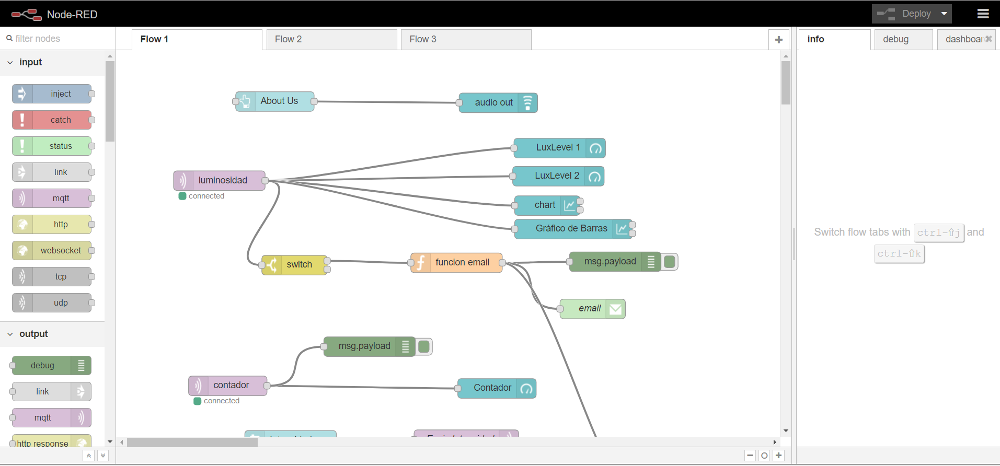 Node-RED
Deploy
filter nodes
Flow 1
Flow 2
Flow 3
info
debug
dashboar
input
inject
catch
status
link
mqtt
http
websocket
tcp
udp
output
debug
link
mqtt
http response
About Us
audio out
LuxLevel 1
LuxLevel 2
luminosidad
connected
chart
Gráfico de Barras
switch
funcion email
msg.payload
email
msg.payload
contador
connected
Contador
Switch flow tabs with ctrl-⇧j and
ctrl-⇧k